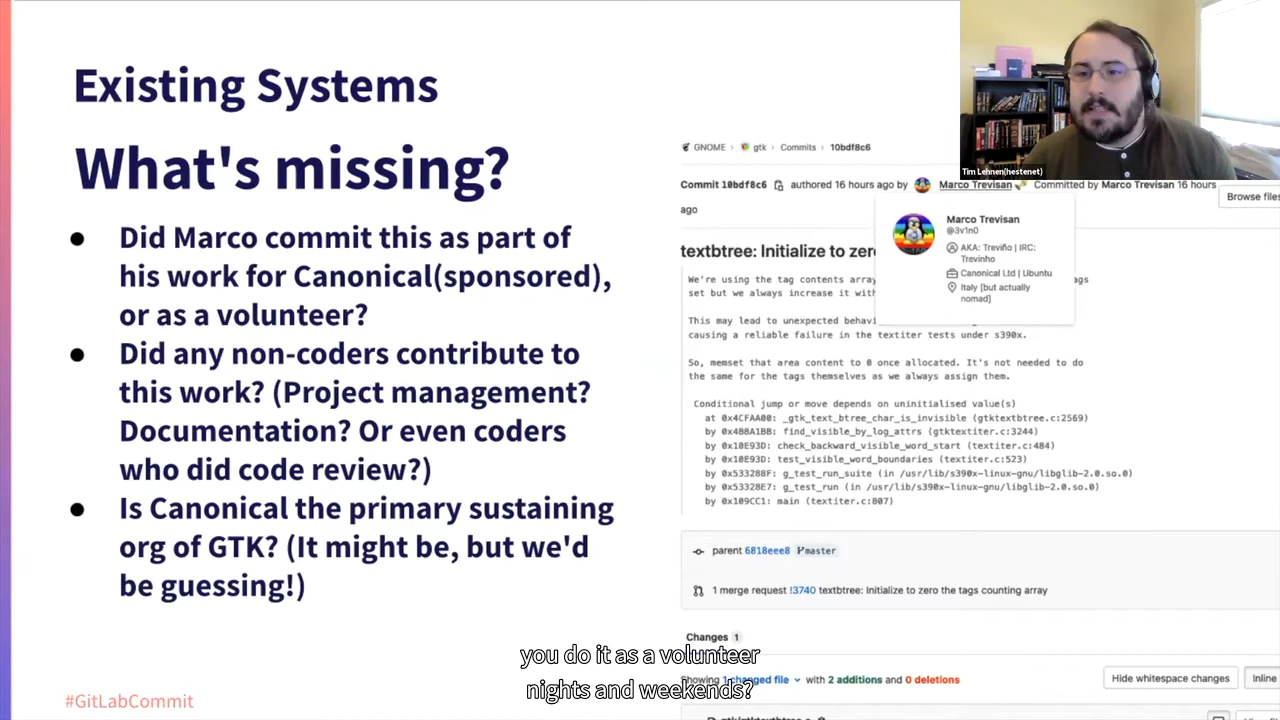 Existing Systems
What's missing?
● Did Marco commit this as part of
his work for Canonical(sponsored),
or as a volunteer?
● Did any non-coders contribute to
this work? (Project management?
Documentation? Or even coders
who did code review?)
● Is Canonical the primary sustaining
org of GTK? (It might be, but we'd
be guessing!)
#GitLabCommit
Tim Lehnen(hestenet)
GNOME › gtk › Commits › 10bdf8c6
Commit 10bdf8c6 authored 16 hours ago by Marco Trevisan Committed by Marco Trevisan 16 hours
ago
Browse files
Marco Trevisan
@3v1n0
AKA: Treviño | IRC:
Trevinho
Canonical Ltd | Ubuntu
Italy [but actually
nomad]
textbtree: Initialize to zer
We're using the tag contents array
set but we always increase it with
This may lead to unexpected behavi
causing a reliable failure in the textiter tests under s390x.
So, memset that area content to 0 once allocated. It's not needed to do
the same for the tags themselves as we always assign them.
Conditional jump or move depends on uninitialised value(s)
at 0x4CFAA00: _gtk_text_btree_char_is_invisible (gtktextbtree.c:2569)
by 0x4B8A1BB: find_visible_by_log_attrs (gtktextiter.c:3244)
by 0x10E93D: check_backward_visible_word_start (textiter.c:484)
by 0x10E93D: test_visible_word_boundaries (textiter.c:523)
by 0x533288F: g_test_run_suite (in /usr/lib/s390x-linux-gnu/libglib-2.0.so.0)
by 0x53328E7: g_test_run (in /usr/lib/s390x-linux-gnu/libglib-2.0.so.0)
by 0x109CC1: main (textiter.c:807)
parent 6818eee8 master
1 merge request !3740 textbtree: Initialize to zero the tags counting array
Changes 1
Showing 1 changed file with 2 additions and 0 deletions
Hide whitespace changes
Inline
you do it as a volunteer
nights and weekends?